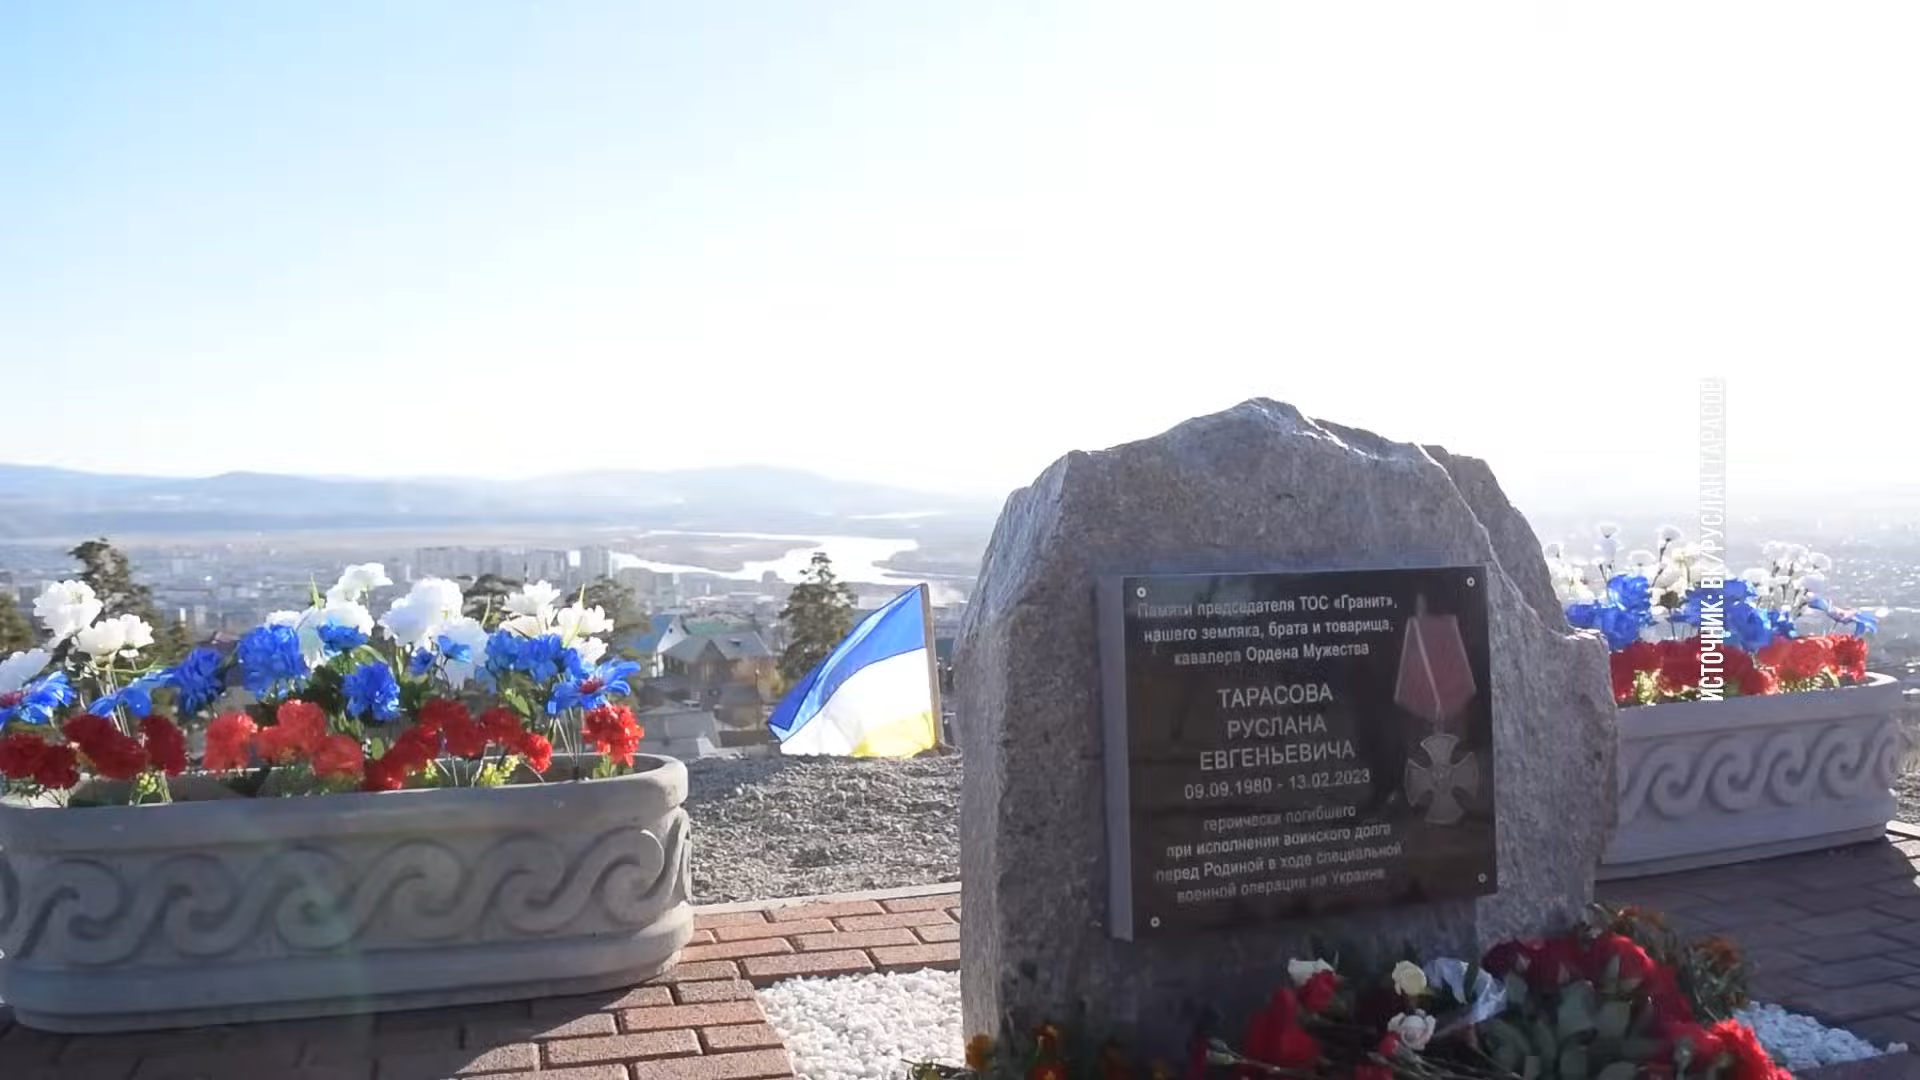 Памяти председателя ТОС «Гранит»,
нашего земляка, брата и товарища,
кавалера Ордена Мужества
ТАРАСОВА
РУСЛАНА
ЕВГЕНЬЕВИЧА
09.09.1980 - 13.02.2023
героически погибшего
при исполнении воинского долга
перед Родиной в ходе специальной
военной операции на Украине
ИСТОЧНИК: ВК/РУСЛАН ТАРАСОВ